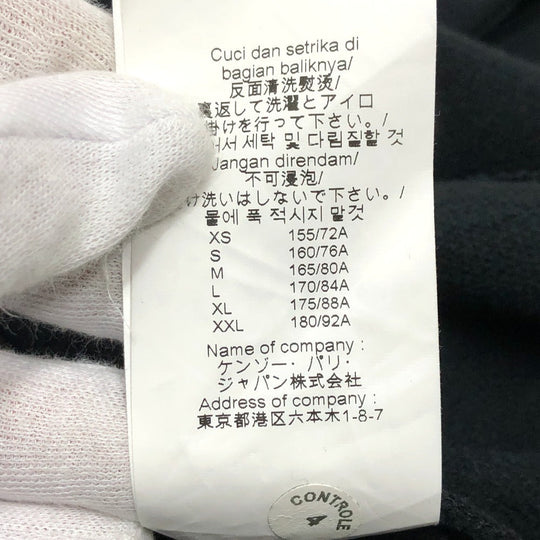 Cuci dan setrika di
bagian baliknya/
反面清洗熨烫/
裏返して洗濯とアイロ
掛けを行って下さい。/
서 세탁 및 다림질할 것
Jangan direndam/
不可浸泡/
け洗いはしないで下さい。/
물에 푹 적시지 말것
XS 155/72A
S 160/76A
M 165/80A
L 170/84A
XL 175/88A
XXL 180/92A
Name of company :
ケンゾー・パリ・
ジャパン株式会社
Address of company :
東京都港区六本木1-8-7
CONTROLE
4